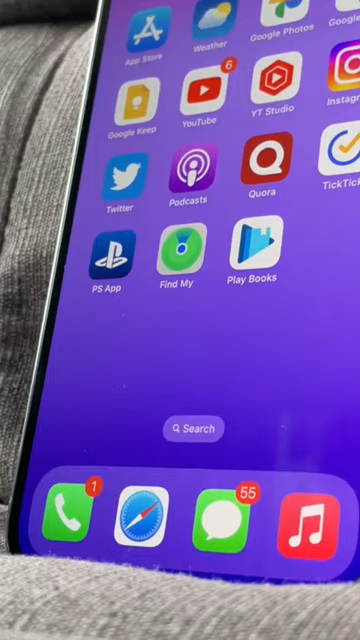 App Store
Weather
Google Photos
6
Google Keep
YouTube
YT Studio
Instag
Twitter
Podcasts
Quora
TickTick
PS App
Find My
Play Books
Search
1
55